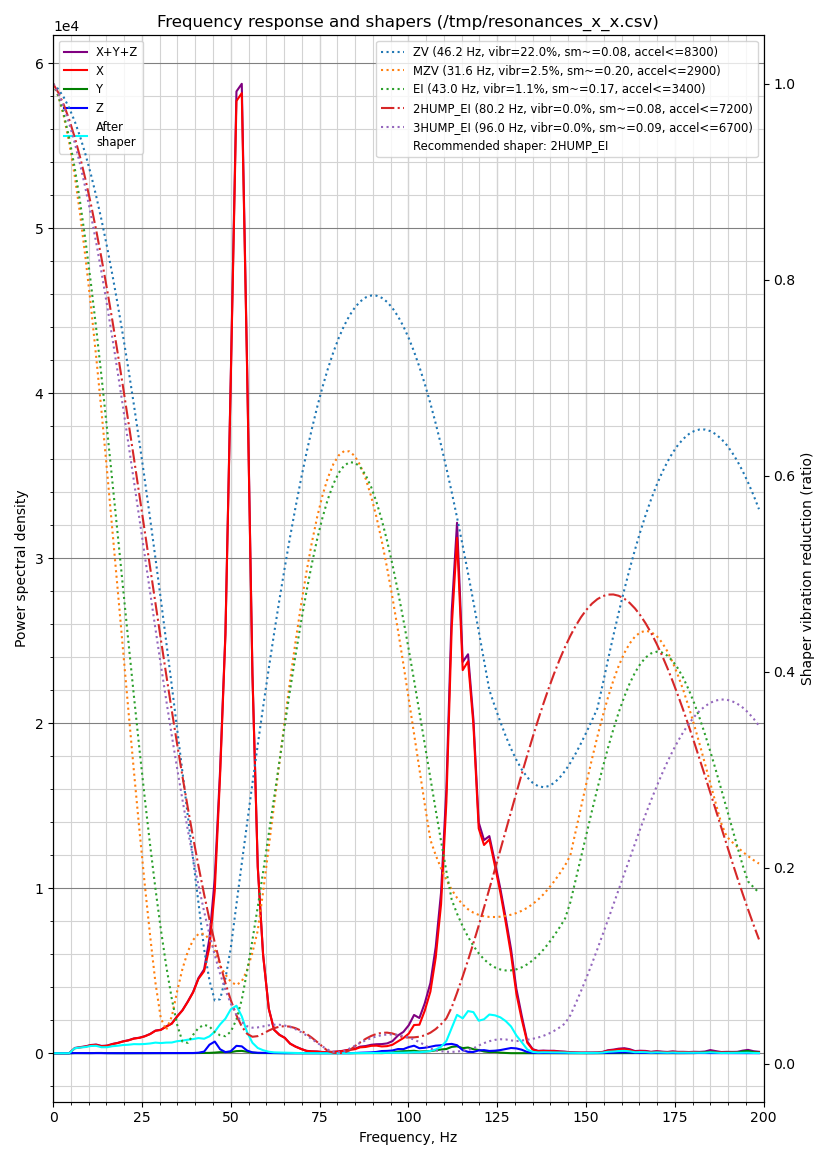 Frequency response and shapers (/tmp/resonances_x_x.csv)
1e4
X+Y+Z
X
Y
Z
After
shaper
ZV (46.2 Hz, vibr=22.0%, sm~=0.08, accel<=8300)
MZV (31.6 Hz, vibr=2.5%, sm~=0.20, accel<=2900)
EI (43.0 Hz, vibr=1.1%, sm~=0.17, accel<=3400)
2HUMP_EI (80.2 Hz, vibr=0.0%, sm~=0.08, accel<=7200)
3HUMP_EI (96.0 Hz, vibr=0.0%, sm~=0.09, accel<=6700)
Recommended shaper: 2HUMP_EI
Power spectral density
6
5
4
3
2
1
0
1.0
0.8
0.6
0.4
0.2
0.0
Shaper vibration reduction (ratio)
0 25 50 75 100 125 150 175 200
Frequency, Hz